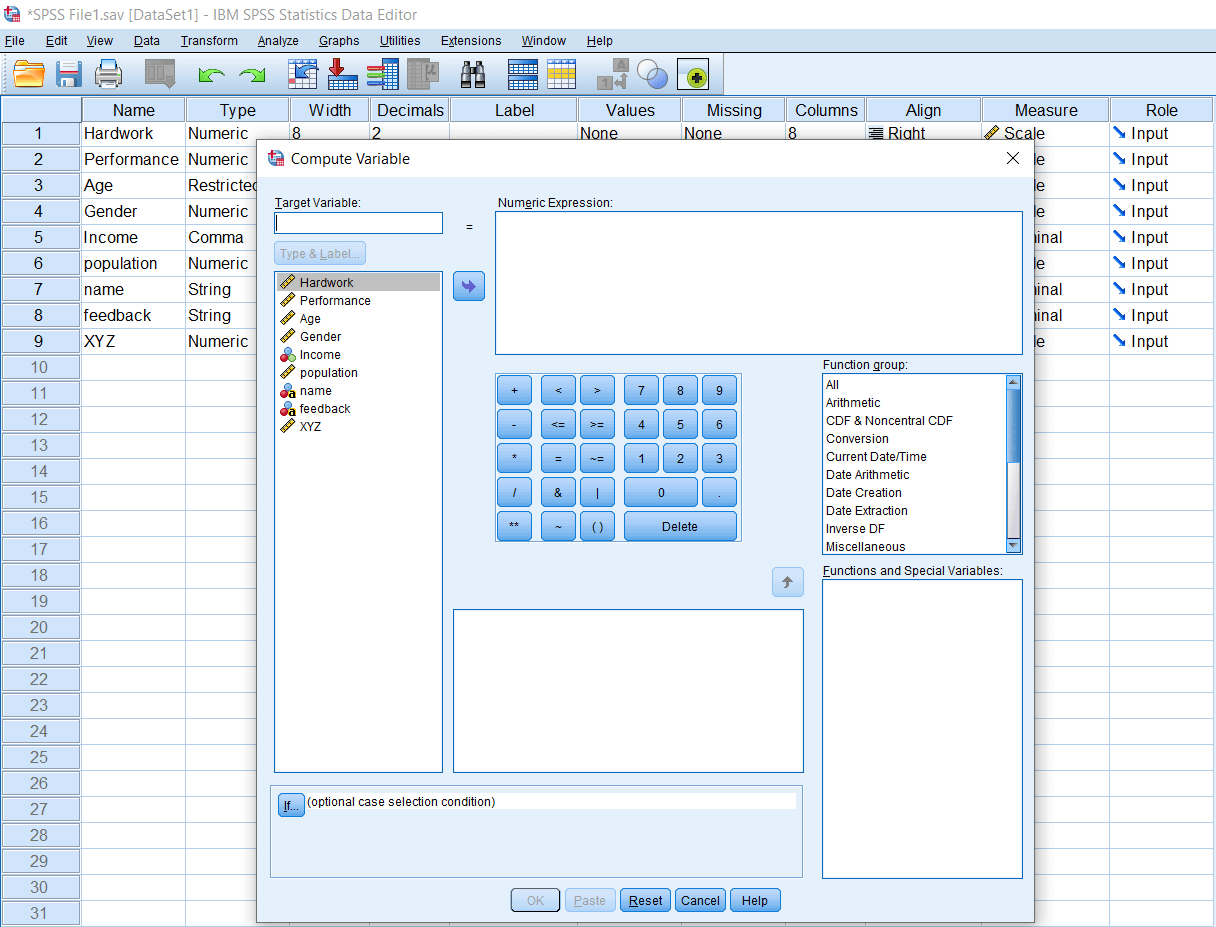 *SPSS File1.sav [DataSet1] - IBM SPSS Statistics Data Editor
File Edit View Data Transform Analyze Graphs Utilities Extensions Window Help
Name Type Width Decimals Label Values Missing Columns Align Measure Role
1 Hardwork Numeric 8 2 None None 8 Right Scale Input
2 Performance Numeric le Input
3 Age Restricted le Input
4 Gender Numeric le Input
5 Income Comma inal Input
6 population Numeric le Input
7 name String inal Input
8 feedback String inal Input
9 XYZ Numeric le Input
10
11
12
13
14
15
16
17
18
19
20
21
22
23
24
25
26
27
28
29
30
31
Compute Variable
Target Variable:
=
Numeric Expression:
Type & Label...
Hardwork
Performance
Age
Gender
Income
population
name
feedback
XYZ
+ < > 7 8 9
- <= >= 4 5 6
* = ~= 1 2 3
/ & | 0 .
** ~ ( ) Delete
Function group:
All
Arithmetic
CDF & Noncentral CDF
Conversion
Current Date/Time
Date Arithmetic
Date Creation
Date Extraction
Inverse DF
Miscellaneous
Functions and Special Variables:
If... (optional case selection condition)
OK Paste Reset Cancel Help